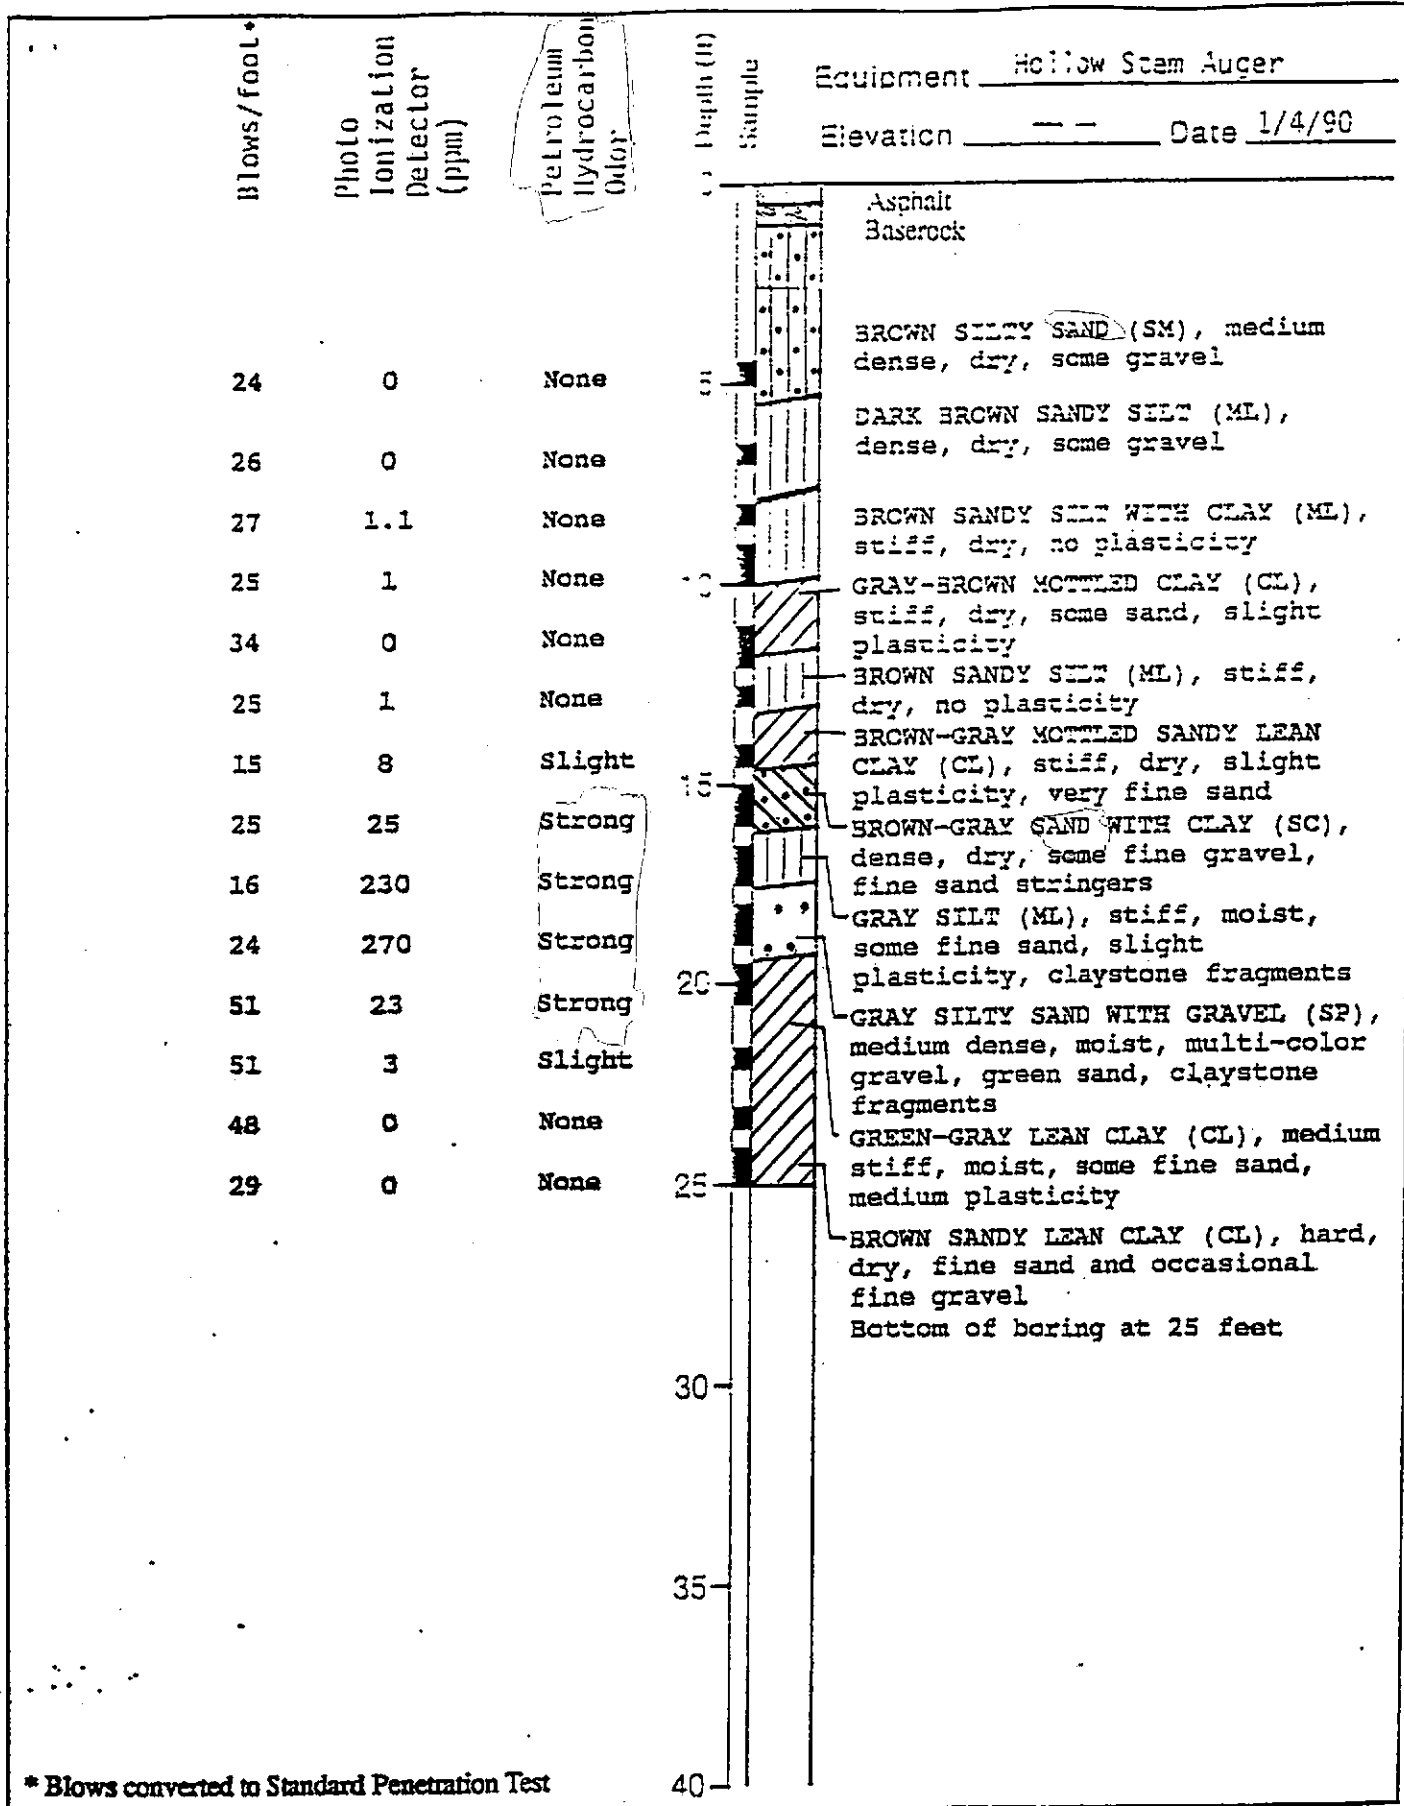 Blows/foot*
Photo
Ionization
Detector
(ppm)
Petroleum
Hydrocarbon
Odor
Depth (ft)
Sample
Equipment Hollow Stem Auger
Elevation -- Date 1/4/90
Asphalt
Baserock
BROWN SILTY SAND (SM), medium
dense, dry, some gravel
24 0 None
DARK BROWN SANDY SILT (ML),
dense, dry, some gravel
26 0 None
27 1.1 None
BROWN SANDY SILT WITH CLAY (ML),
stiff, dry, no plasticity
25 1 None
GRAY-BROWN MOTTLED CLAY (CL),
stiff, dry, some sand, slight
plasticity
34 0 None
BROWN SANDY SILT (ML), stiff,
dry, no plasticity
25 1 None
BROWN-GRAY MOTTLED SANDY LEAN
CLAY (CL), stiff, dry, slight
plasticity, very fine sand
15 8 Slight
15
BROWN-GRAY SAND WITH CLAY (SC),
dense, dry, some fine gravel,
fine sand stringers
25 25 Strong
16 230 Strong
GRAY SILT (ML), stiff, moist,
some fine sand, slight
plasticity, claystone fragments
24 270 Strong
20
51 23 Strong
GRAY SILTY SAND WITH GRAVEL (SP),
medium dense, moist, multi-color
gravel, green sand, claystone
fragments
51 3 Slight
48 0 None
GREEN-GRAY LEAN CLAY (CL), medium
stiff, moist, some fine sand,
medium plasticity
29 0 None
25
BROWN SANDY LEAN CLAY (CL), hard,
dry, fine sand and occasional
fine gravel
Bottom of boring at 25 feet
30
35
40
* Blows converted to Standard Penetration Test